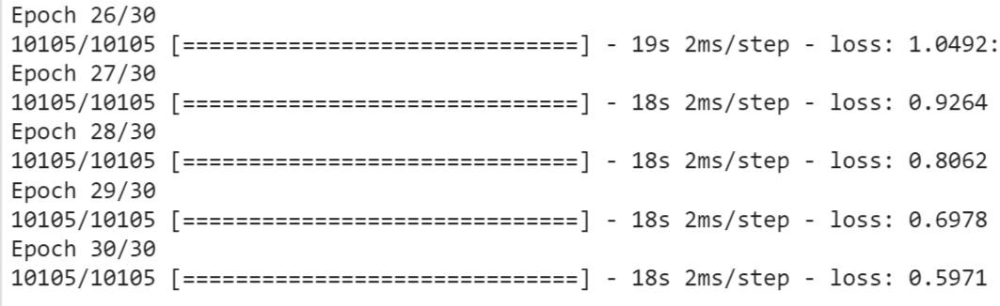 Epoch 26/30
10105/10105 [==============================] - 19s 2ms/step - loss: 1.0492:
Epoch 27/30
10105/10105 [==============================] - 18s 2ms/step - loss: 0.9264
Epoch 28/30
10105/10105 [==============================] - 18s 2ms/step - loss: 0.8062
Epoch 29/30
10105/10105 [==============================] - 18s 2ms/step - loss: 0.6978
Epoch 30/30
10105/10105 [==============================] - 18s 2ms/step - loss: 0.5971